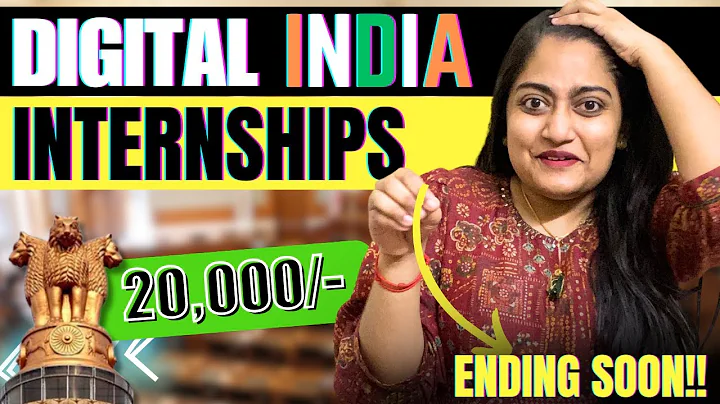 DIGITAL INDIA
INTERNSHIPS
20,000/-
ENDING SOON!!